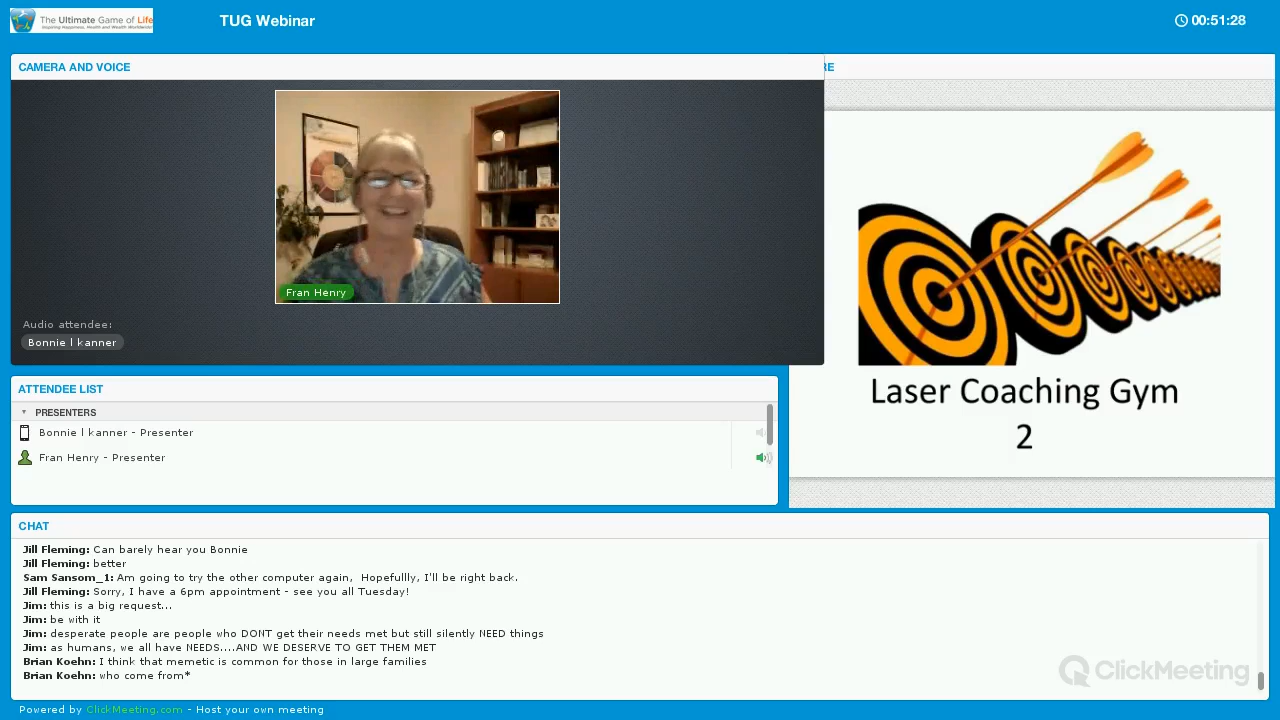 The Ultimate Game of Life
Inspiring Happiness, Health and Wealth Worldwide!
TUG Webinar
00:51:28
CAMERA AND VOICE
RE
Fran Henry
Audio attendee:
Bonnie l kanner
Laser Coaching Gym
2
ATTENDEE LIST
PRESENTERS
Bonnie l kanner - Presenter
Fran Henry - Presenter
CHAT
Jill Fleming: Can barely hear you Bonnie
Jill Fleming: better
Sam Sansom_1: Am going to try the other computer again,  Hopefullly, I'll be right back.
Jill Fleming: Sorry, I have a 6pm appointment - see you all Tuesday!
Jim: this is a big request...
Jim: be with it
Jim: desperate people are people who DONT get their needs met but still silently NEED things
Jim: as humans, we all have NEEDS....AND WE DESERVE TO GET THEM MET
Brian Koehn: I think that memetic is common for those in large families
Brian Koehn: who come from*
ClickMeeting
Powered by ClickMeeting.com - Host your own meeting